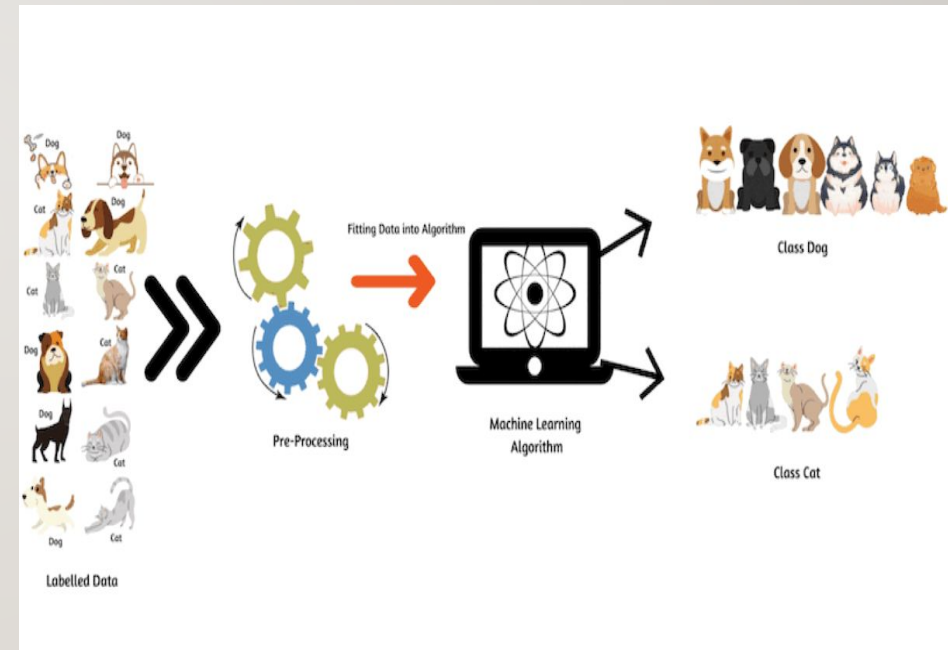 Dog
Dog
Cat
Dog
Cat
Cat
Dog
Cat
Dog
Cat
Dog
Cat
Labelled Data
Pre-Processing
Fitting Data into Algorithm
Machine Learning
Algorithm
Class Dog
Class Cat